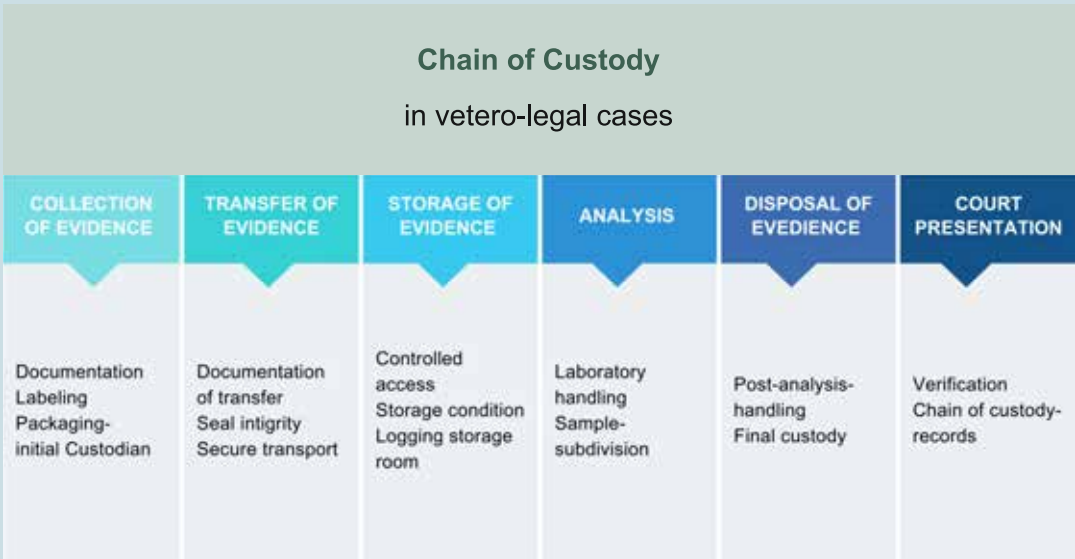 Chain of Custody
in vetero-legal cases
COLLECTION
OF EVIDENCE
Documentation
Labeling
Packaging-
initial Custodian
TRANSFER OF
EVIDENCE
Documentation
of transfer
Seal intigrity
Secure transport
STORAGE OF
EVIDENCE
Controlled
access
Storage condition
Logging storage
room
ANALYSIS
Laboratory
handling
Sample-
subdivision
DISPOSAL OF
EVEDIENCE
Post-analysis-
handling
Final custody
COURT
PRESENTATION
Verification
Chain of custody-
records